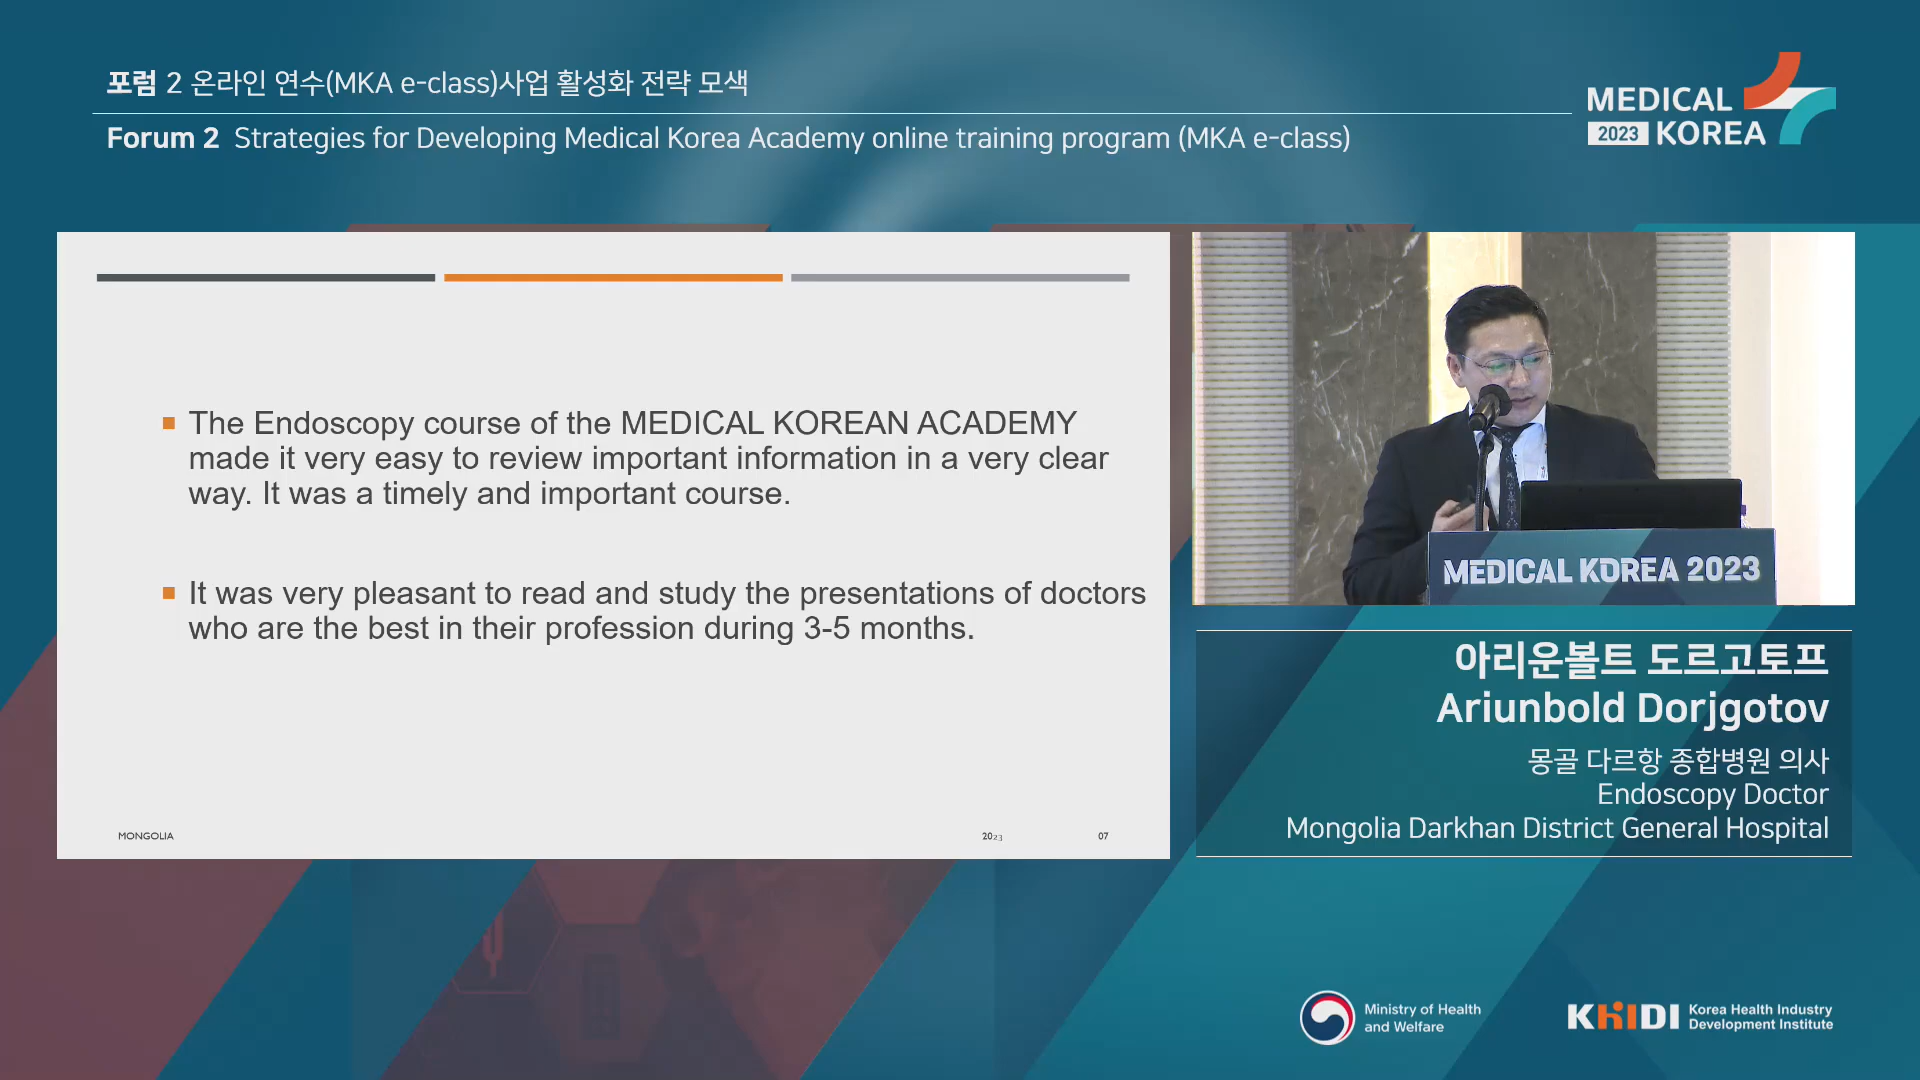 포럼 2 온라인 연수(MKA e-class)사업 활성화 전략 모색
Forum 2 Strategies for Developing Medical Korea Academy online training program (MKA e-class)
MEDICAL
2023 KOREA
The Endoscopy course of the MEDICAL KOREAN ACADEMY
made it very easy to review important information in a very clear
way. It was a timely and important course.
It was very pleasant to read and study the presentations of doctors
who are the best in their profession during 3-5 months.
MONGOLIA 2023 07
MEDICAL KOREA 2023
아리운볼트 도르고토프
Ariunbold Dorjgotov
몽골 다르항 종합병원 의사
Endoscopy Doctor
Mongolia Darkhan District General Hospital
Ministry of Health
and Welfare
KHIDI Korea Health Industry
Development Institute